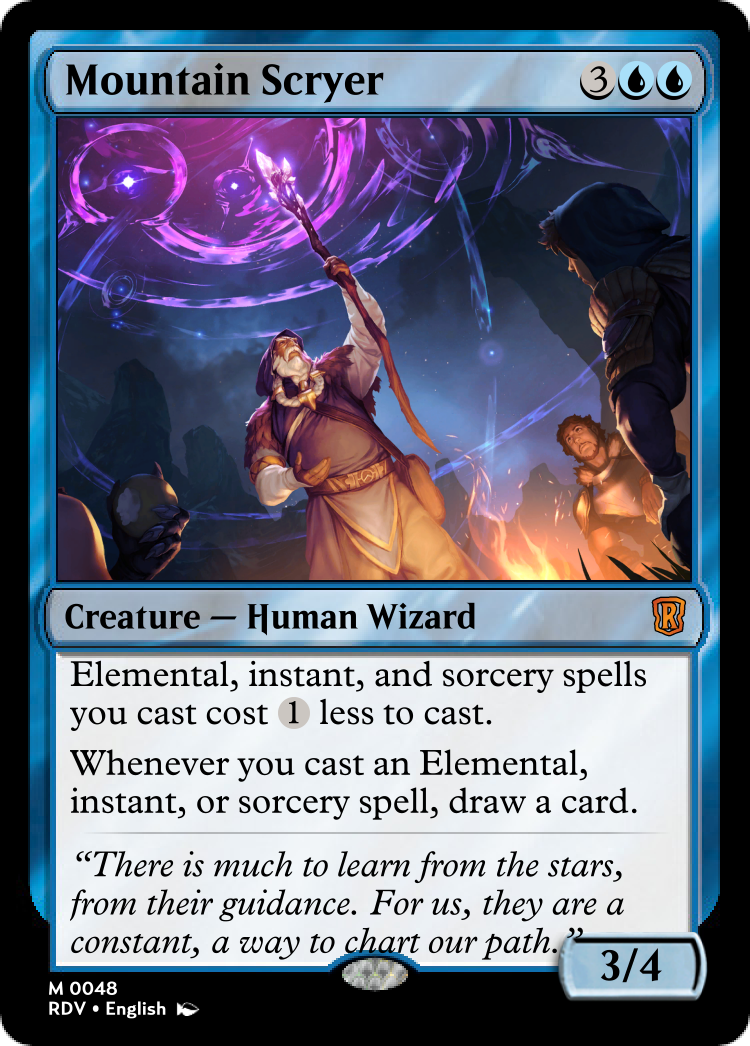 Mountain Scryer 3
Creature — Human Wizard R
Elemental, instant, and sorcery spells
you cast cost 1 less to cast.
Whenever you cast an Elemental,
instant, or sorcery spell, draw a card.
“There is much to learn from the stars,
from their guidance. For us, they are a
constant, a way to chart our path.”
3/4
M 0048
RDV • English